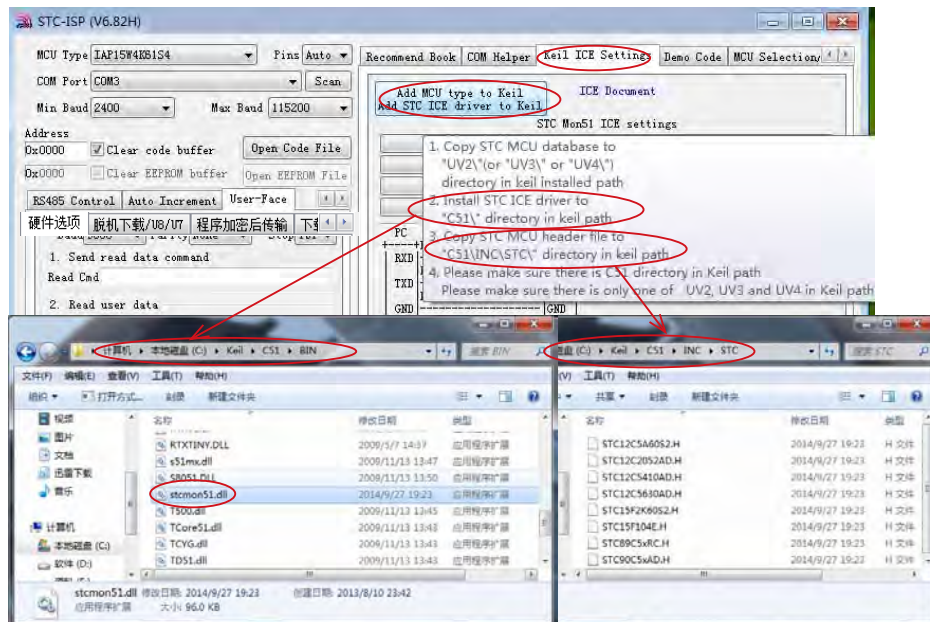 STC-ISP (V6.82H)
MCU Type IAP15W4K61S4 Pins Auto
COM Port COM3 Scan
Min Baud 2400 Max Baud 115200
Address
0x0000 Clear code buffer Open Code File
0x0000 Clear EEPROM buffer Open EEPROM File
RS485 Control Auto Increment User-Face
硬件选项 脱机下载/U8/U7 程序加密后传输
1. Send read data command
Read Cmd
2. Read user data
Recommend Book COM Helper Keil ICE Settings Demo Code MCU Selection/
Add MCU type to Keil
Add STC ICE driver to Keil
ICE Document
STC Mon51 ICE settings
1. Copy STC MCU database to
"UV2\"(or "UV3\" or "UV4\")
directory in keil installed path
2. Install STC ICE driver to
"C51\" directory in keil path
3. Copy STC MCU header file to
"C51\INC\STC\" directory in keil path
4. Please make sure there is C51 directory in Keil path
Please make sure there is only one of UV2, UV3 and UV4 in Keil path
PC
RXD
TXD
GND GND
计算机 本地磁盘 (C:) Keil C51 BIN
搜索 BIN
文件(F) 编辑(E) 查看(V) 工具(T) 帮助(H)
组织 打开方式... 刻录 新建文件夹
视频
图片
文档
迅雷下载
音乐
计算机
本地磁盘 (C:)
软件 (D:)
名称 修改日期 类型
RTXTINY.DLL 2009/5/7 14:37 应用程序扩展
s51mx.dll 2009/11/13 13:47 应用程序扩展
S8051.DLL 2009/11/13 13:50 应用程序扩展
stcmon51.dll 2014/9/27 19:23 应用程序扩展
T500.dll 2009/11/13 13:45 应用程序扩展
TCore51.dll 2009/11/13 13:43 应用程序扩展
TCYG.dll 2009/11/13 13:43 应用程序扩展
TD51.dll 2009/11/13 13:43 应用程序扩展
stcmon51.dll 修改日期: 2014/9/27 19:23 创建日期: 2013/8/10 23:42
应用程序扩展 大小: 96.0 KB
磁盘 (C:) Keil C51 INC STC
搜索 STC
(V) 工具(T) 帮助(H)
共享 刻录 新建文件夹
名称 修改日期 类型
STC12C5A60S2.H 2014/9/27 19:23 H 文件
STC12C2052AD.H 2014/9/27 19:23 H 文件
STC12C5410AD.H 2014/9/27 19:23 H 文件
STC12C5630AD.H 2014/9/27 19:23 H 文件
STC15F2K60S2.H 2014/9/27 19:23 H 文件
STC15F104E.H 2014/9/27 19:23 H 文件
STC89C5xRC.H 2014/9/27 19:23 H 文件
STC90C5xAD.H 2014/9/27 19:23 H 文件